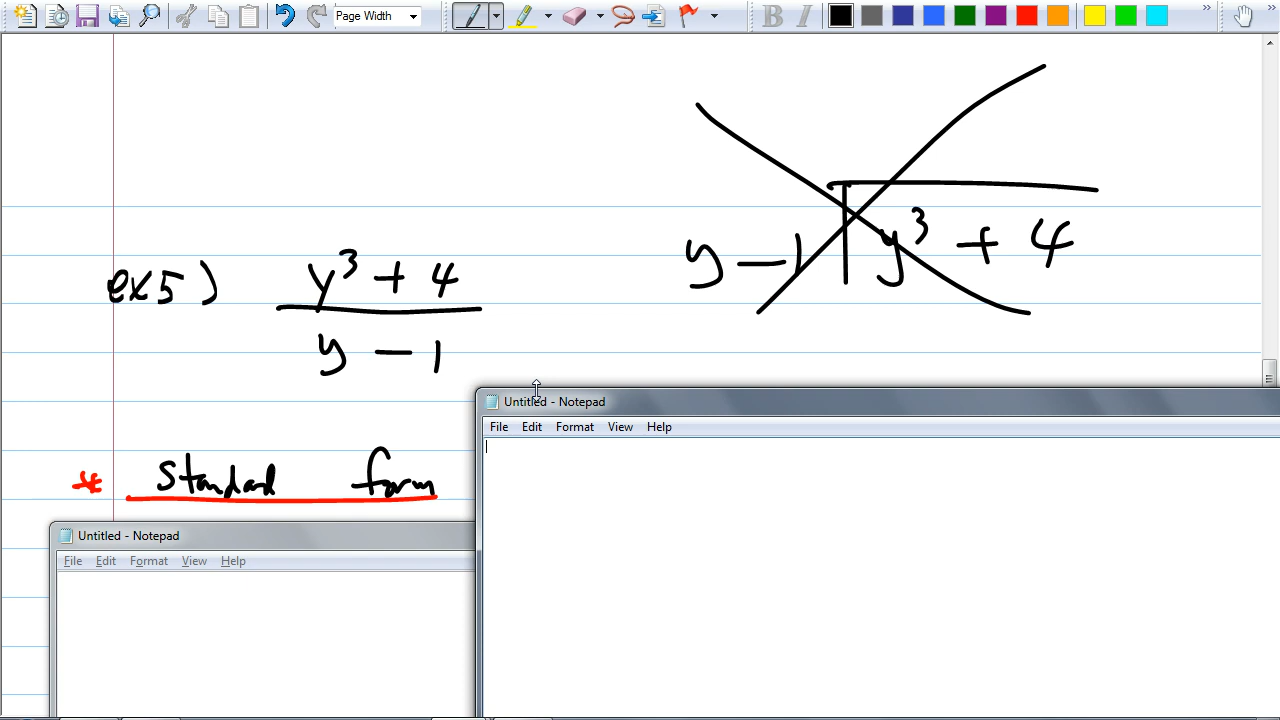 Page Width
B I U
y - 1 | y³ + 4
ex5) y³ + 4
y - 1
* Standard form
Untitled - Notepad
File Edit Format View Help
Untitled - Notepad
File Edit Format View Help